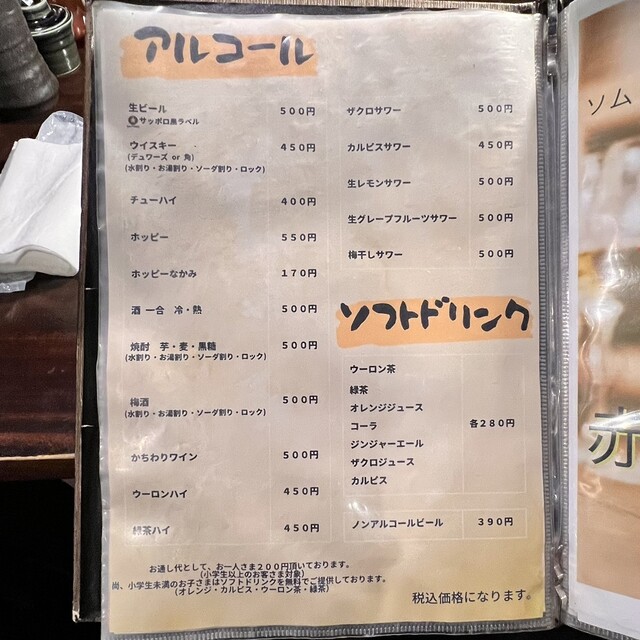 アルコール
生ビール 500円
サッポロ黒ラベル
ウイスキー 450円
(デュワーズ or 角)
(水割り・お湯割り・ソーダ割り・ロック)
チューハイ 400円
ホッピー 550円
ホッピーなかみ 170円
酒 一合 冷・熱 500円
焼酎 芋・麦・黒糖 500円
(水割り・お湯割り・ソーダ割り・ロック)
梅酒 500円
(水割り・お湯割り・ソーダ割り・ロック)
かちわりワイン 500円
ウーロンハイ 450円
緑茶ハイ 450円
ザクロサワー 500円
カルピスサワー 450円
生レモンサワー 500円
生グレープフルーツサワー 500円
梅干しサワー 500円
ソフトドリンク
ウーロン茶
緑茶
オレンジジュース
コーラ 各280円
ジンジャーエール
ザクロジュース
カルピス
ノンアルコールビール 390円
お通し代として、お一人さま200円頂いております。
(小学生以上のお客さま対象)
尚、小学生未満のお子さまはソフトドリンクを無料でご提供しております。
(オレンジ・カルピス・ウーロン茶・緑茶)
税込価格になります。
ソム
赤